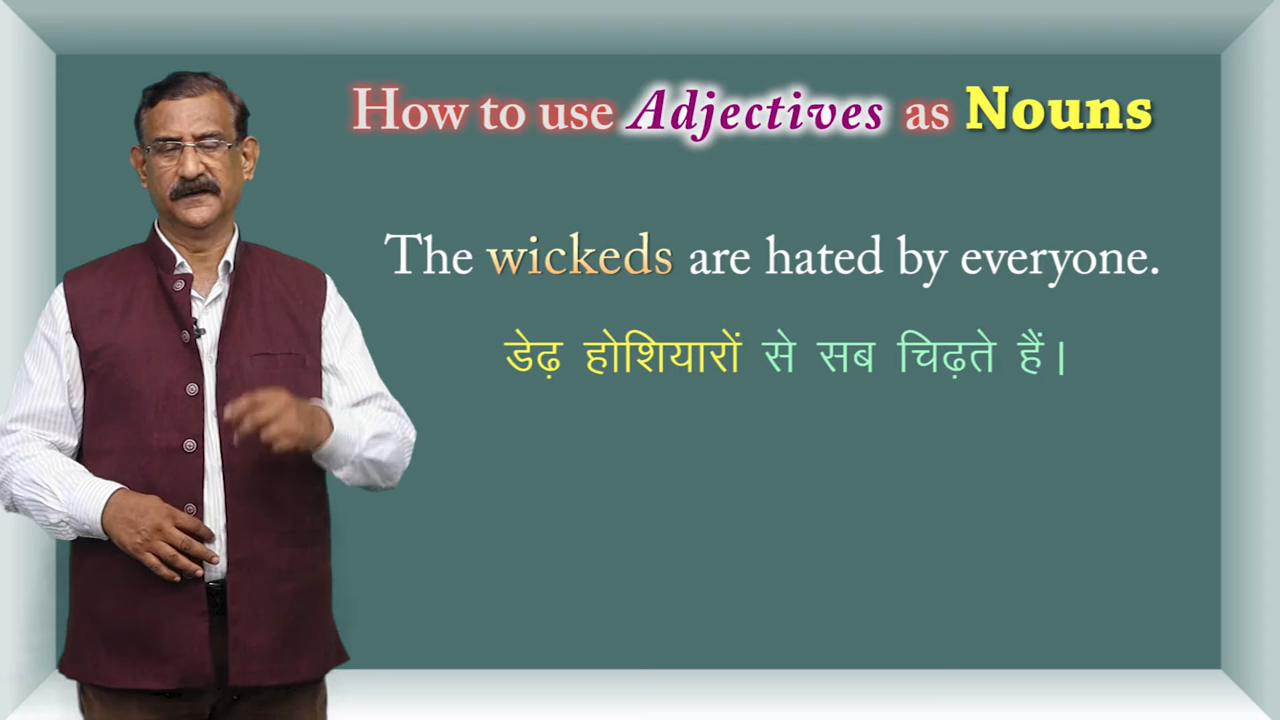 How to use Adjectives as Nouns
The wickeds are hated by everyone.
डेढ़ होशियारों से सब चिढ़ते हैं।